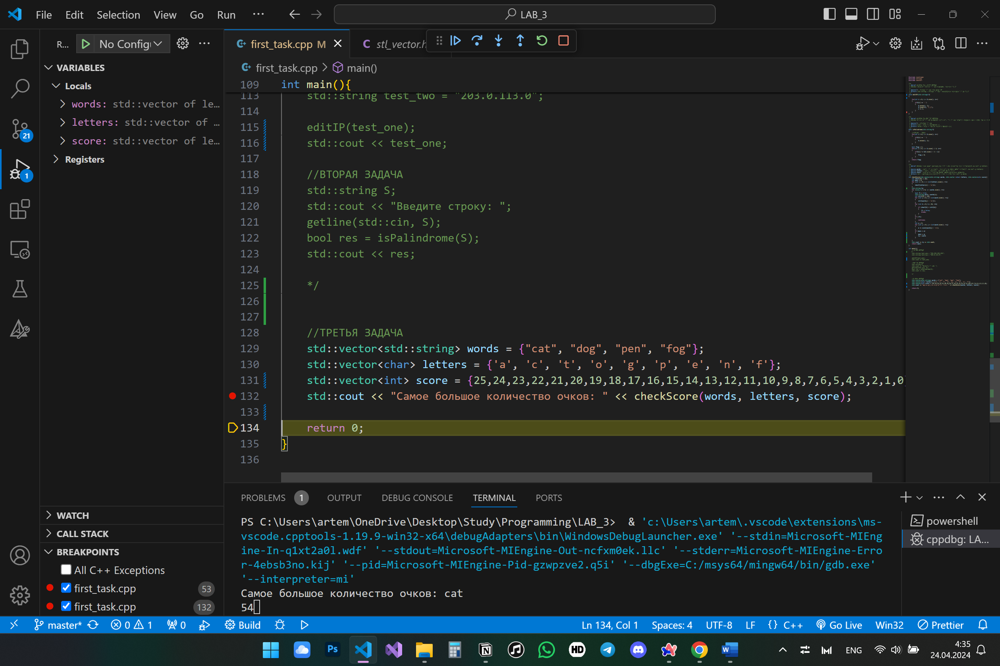 File Edit Selection View Go Run ··· LAB_3
R... No Config
first_task.cpp M
stl_vector.h
VARIABLES
Locals
words: std::vector of le...
letters: std::vector of ...
score: std::vector of le...
Registers
first_task.cpp > main()
109 int main(){
113 std::string test_two = "203.0.113.0";
114
115 editIP(test_one);
116 std::cout << test_one;
117
118 //ВТОРАЯ ЗАДАЧА
119 std::string S;
120 std::cout << "Введите строку: ";
121 getline(std::cin, S);
122 bool res = isPalindrome(S);
123 std::cout << res;
124
125 */
126
127
128 //ТРЕТЬЯ ЗАДАЧА
129 std::vector<std::string> words = {"cat", "dog", "pen", "fog"};
130 std::vector<char> letters = {'a', 'c', 't', 'o', 'g', 'p', 'e', 'n', 'f'};
131 std::vector<int> score = {25,24,23,22,21,20,19,18,17,16,15,14,13,12,11,10,9,8,7,6,5,4,3,2,1,0
132 std::cout << "Самое большое количество очков: " << checkScore(words, letters, score);
133
134 return 0;
135 }
136
21
1
WATCH
CALL STACK
BREAKPOINTS
All C++ Exceptions
first_task.cpp 53
first_task.cpp 132
PROBLEMS 1 OUTPUT DEBUG CONSOLE TERMINAL PORTS
PS C:\Users\artem\OneDrive\Desktop\Study\Programming\LAB_3> & 'c:\Users\artem\.vscode\extensions\ms-
vscode.cpptools-1.19.9-win32-x64\debugAdapters\bin\WindowsDebugLauncher.exe' '--stdin=Microsoft-MIEng
ine-In-q1xt2a0l.wdf' '--stdout=Microsoft-MIEngine-Out-ncfxm0ek.llc' '--stderr=Microsoft-MIEngine-Erro
r-4ebsb3no.kij' '--pid=Microsoft-MIEngine-Pid-gzwpzve2.q5i' '--dbgExe=C:/msys64/mingw64/bin/gdb.exe'
'--interpreter=mi'
Самое большое количество очков: cat
54
powershell
cppdbg: LA...
master* 0 1 0 Build Ln 134, Col 1 Spaces: 4 UTF-8 LF {} C++ Go Live Win32 Prettier
Ps HD W ENG 4:35
24.04.2024